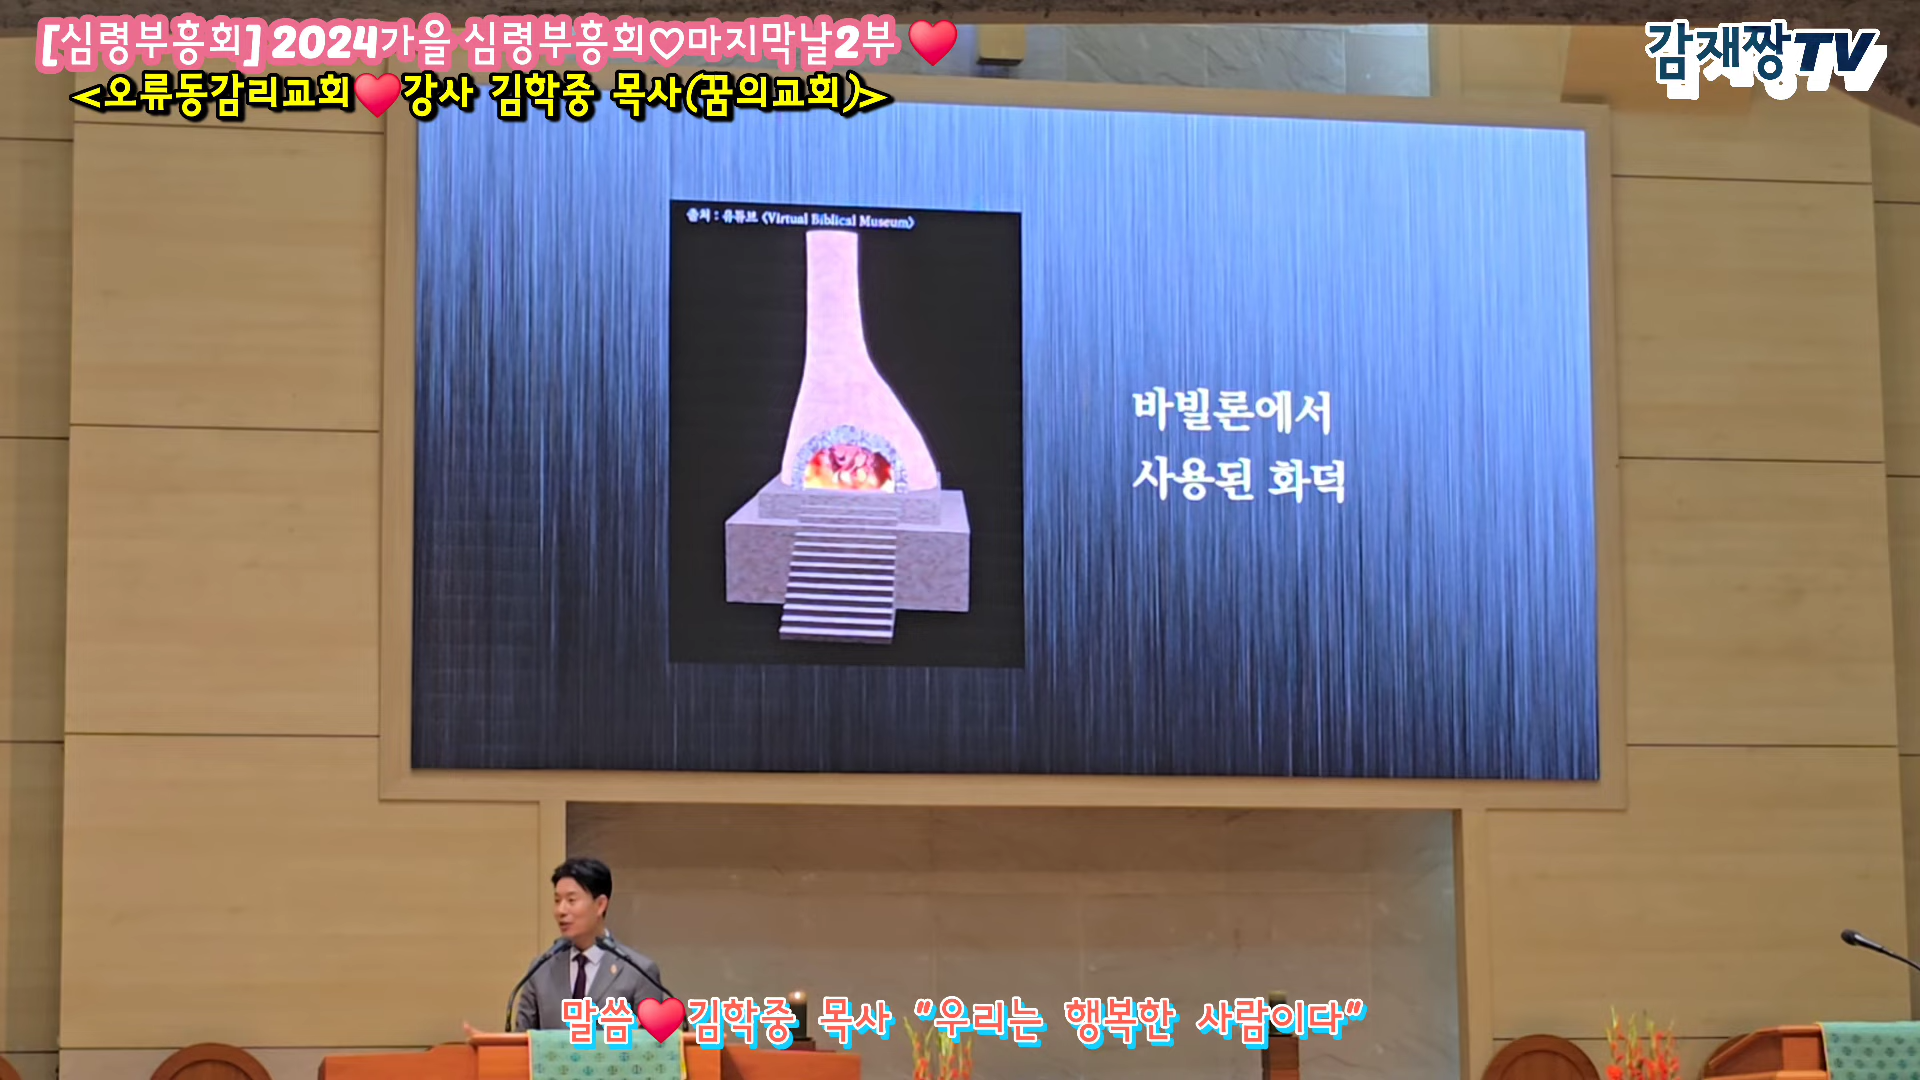 [심령부흥회] 2024가을 심령부흥회♡마지막날2부 ❤️
<오류동감리교회❤️강사 김학중 목사(꿈의교회)>
감재짱TV
출처 : 유튜브 《Virtual Biblical Museum》
바빌론에서
사용된 화덕
말씀❤️김학중 목사 "우리는 행복한 사람이다"